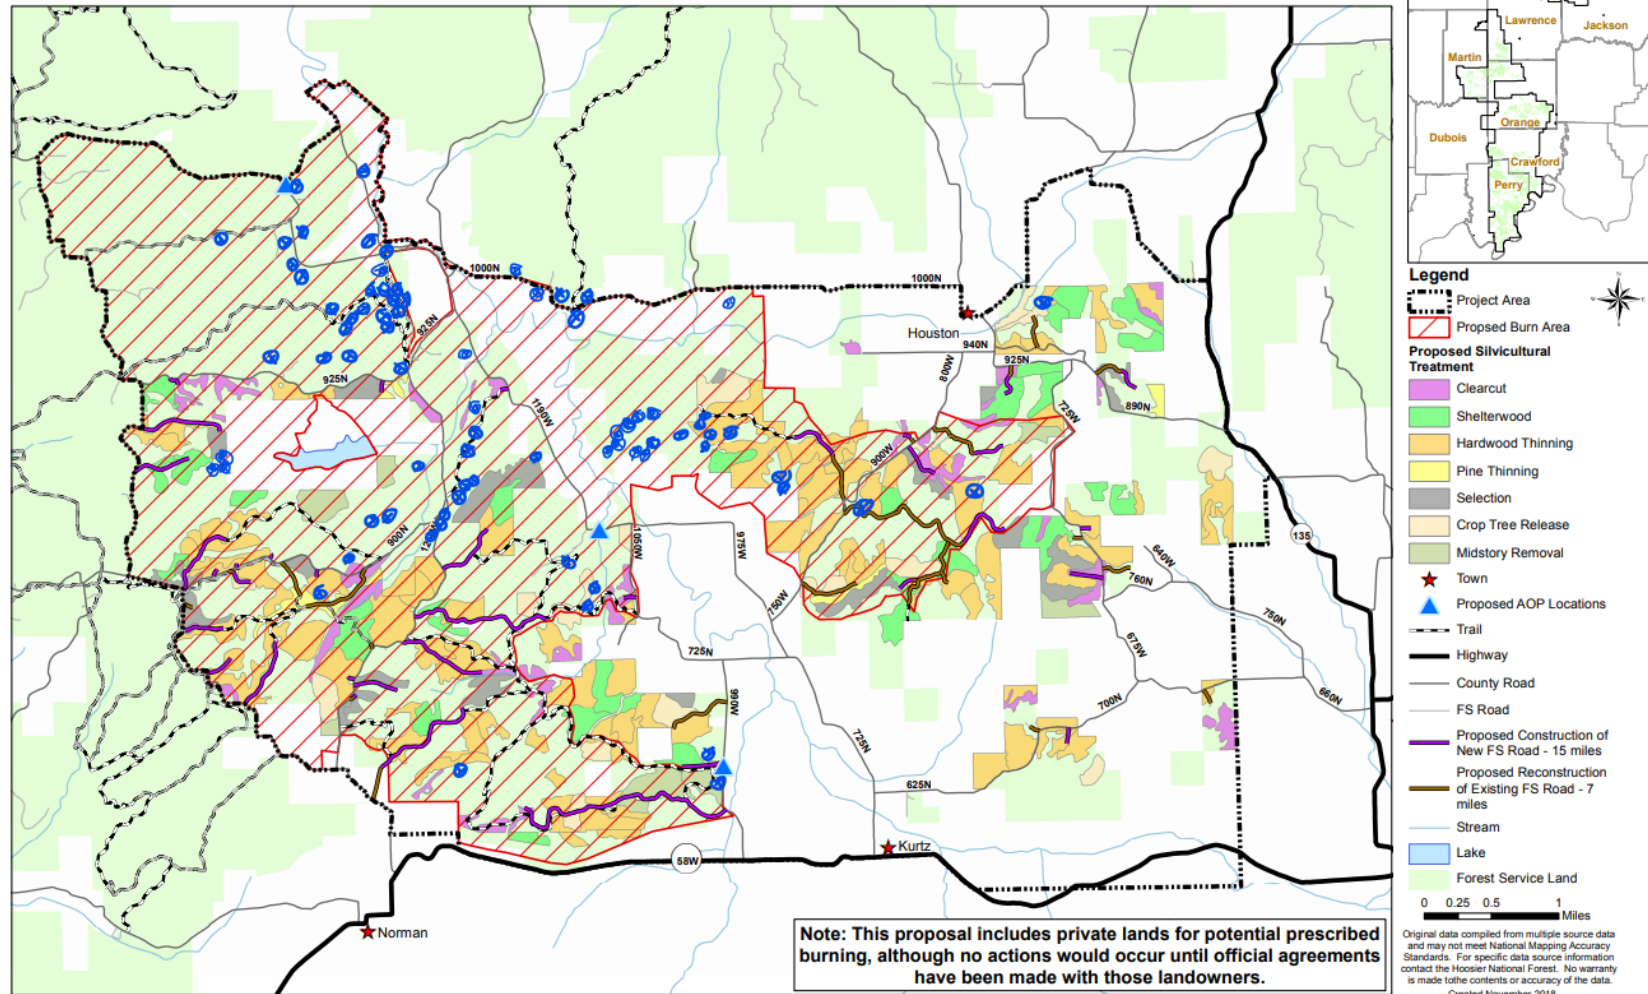 1000N
1000N
Houston
940N
925N
800W
925N
925N
890N
725W
1190W
900W
135
900N
1050W
975W
640W
760N
750W
750N
675W
725N
660N
700N
990W
725N
625N
Kurtz
58W
Norman
Note: This proposal includes private lands for potential prescribed
burning, although no actions would occur until official agreements
have been made with those landowners.
Lawrence
Jackson
Martin
Orange
Dubois
Crawford
Perry
Legend
N
W
E
S
Project Area
Propsed Burn Area
Proposed Silvicultural
Treatment
Clearcut
Shelterwood
Hardwood Thinning
Pine Thinning
Selection
Crop Tree Release
Midstory Removal
Town
Proposed AOP Locations
Trail
Highway
County Road
FS Road
Proposed Construction of
New FS Road - 15 miles
Proposed Reconstruction
of Existing FS Road - 7
miles
Stream
Lake
Forest Service Land
0 0.25 0.5 1
Miles
Original data compiled from multiple source data
and may not meet National Mapping Accuracy
Standards. For specific data source information
contact the Hoosier National Forest. No warranty
is made tothe contents or accuracy of the data.
Created November 2018